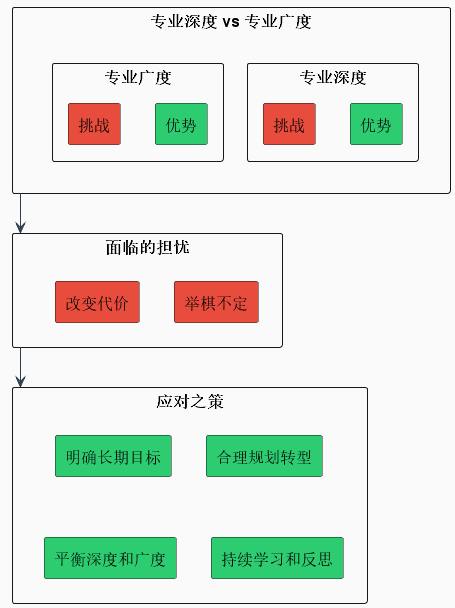 专业深度 vs 专业广度
专业广度
挑战
优势
专业深度
挑战
优势
面临的担忧
改变代价
举棋不定
应对之策
明确长期目标
合理规划转型
平衡深度和广度
持续学习和反思